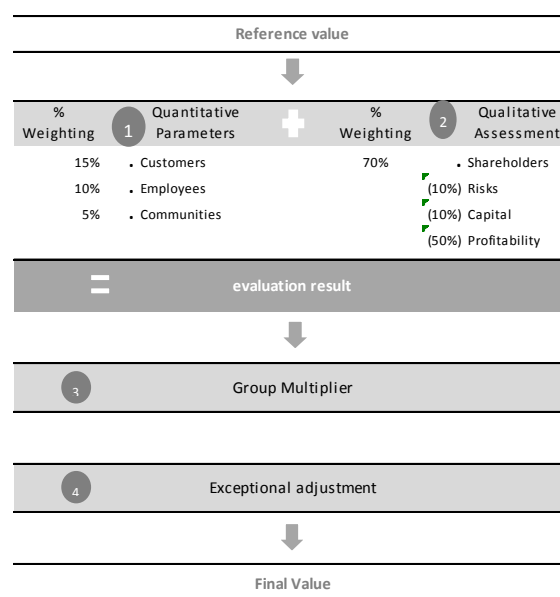 Reference value
% Weighting 1 Quantitative Parameters + % Weighting 2 Qualitative Assessment
15% . Customers 70% . Shareholders
10% . Employees (10%) Risks
5% . Communities (10%) Capital
(50%) Profitability
= evaluation result
3 Group Multiplier
4 Exceptional adjustment
Final Value